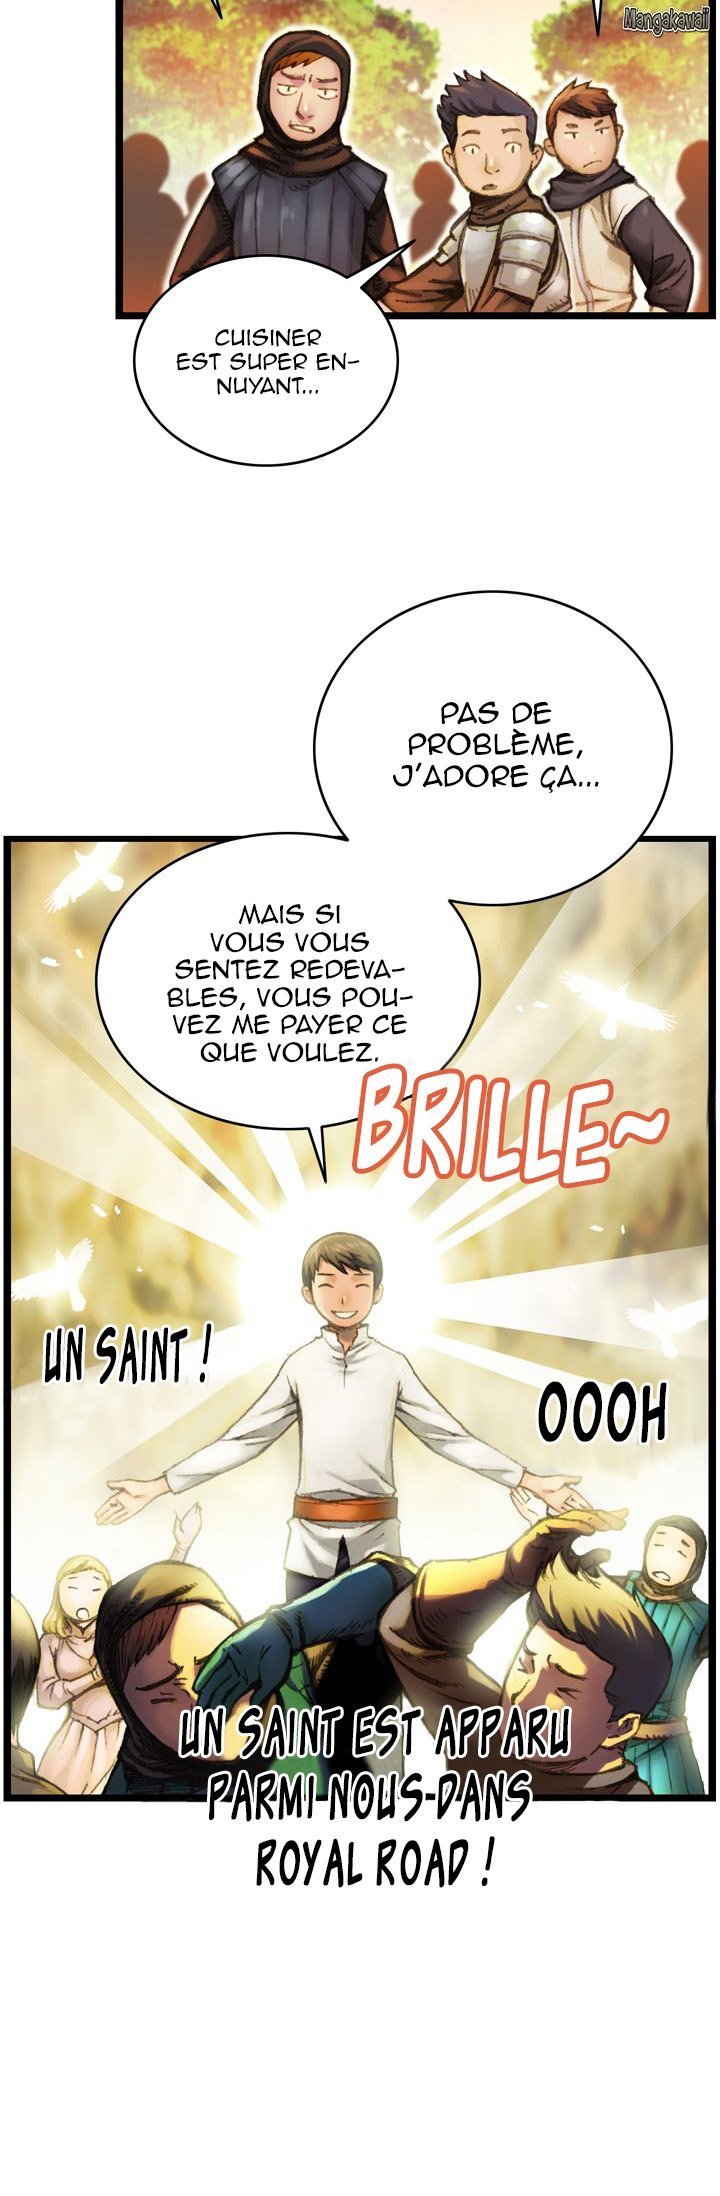 Mangakawaii
CUISINER
EST SUPER EN-
NUYANT...
PAS DE
PROBLÈME,
J'ADORE ÇA...
MAIS SI
VOUS VOUS
SENTEZ REDEVA-
BLES, VOUS POU-
VEZ ME PAYER CE
QUE VOULEZ.
BRILLE~
UN SAINT !
OOOH
UN SAINT EST APPARU
PARMI NOUS-DANS
ROYAL ROAD !